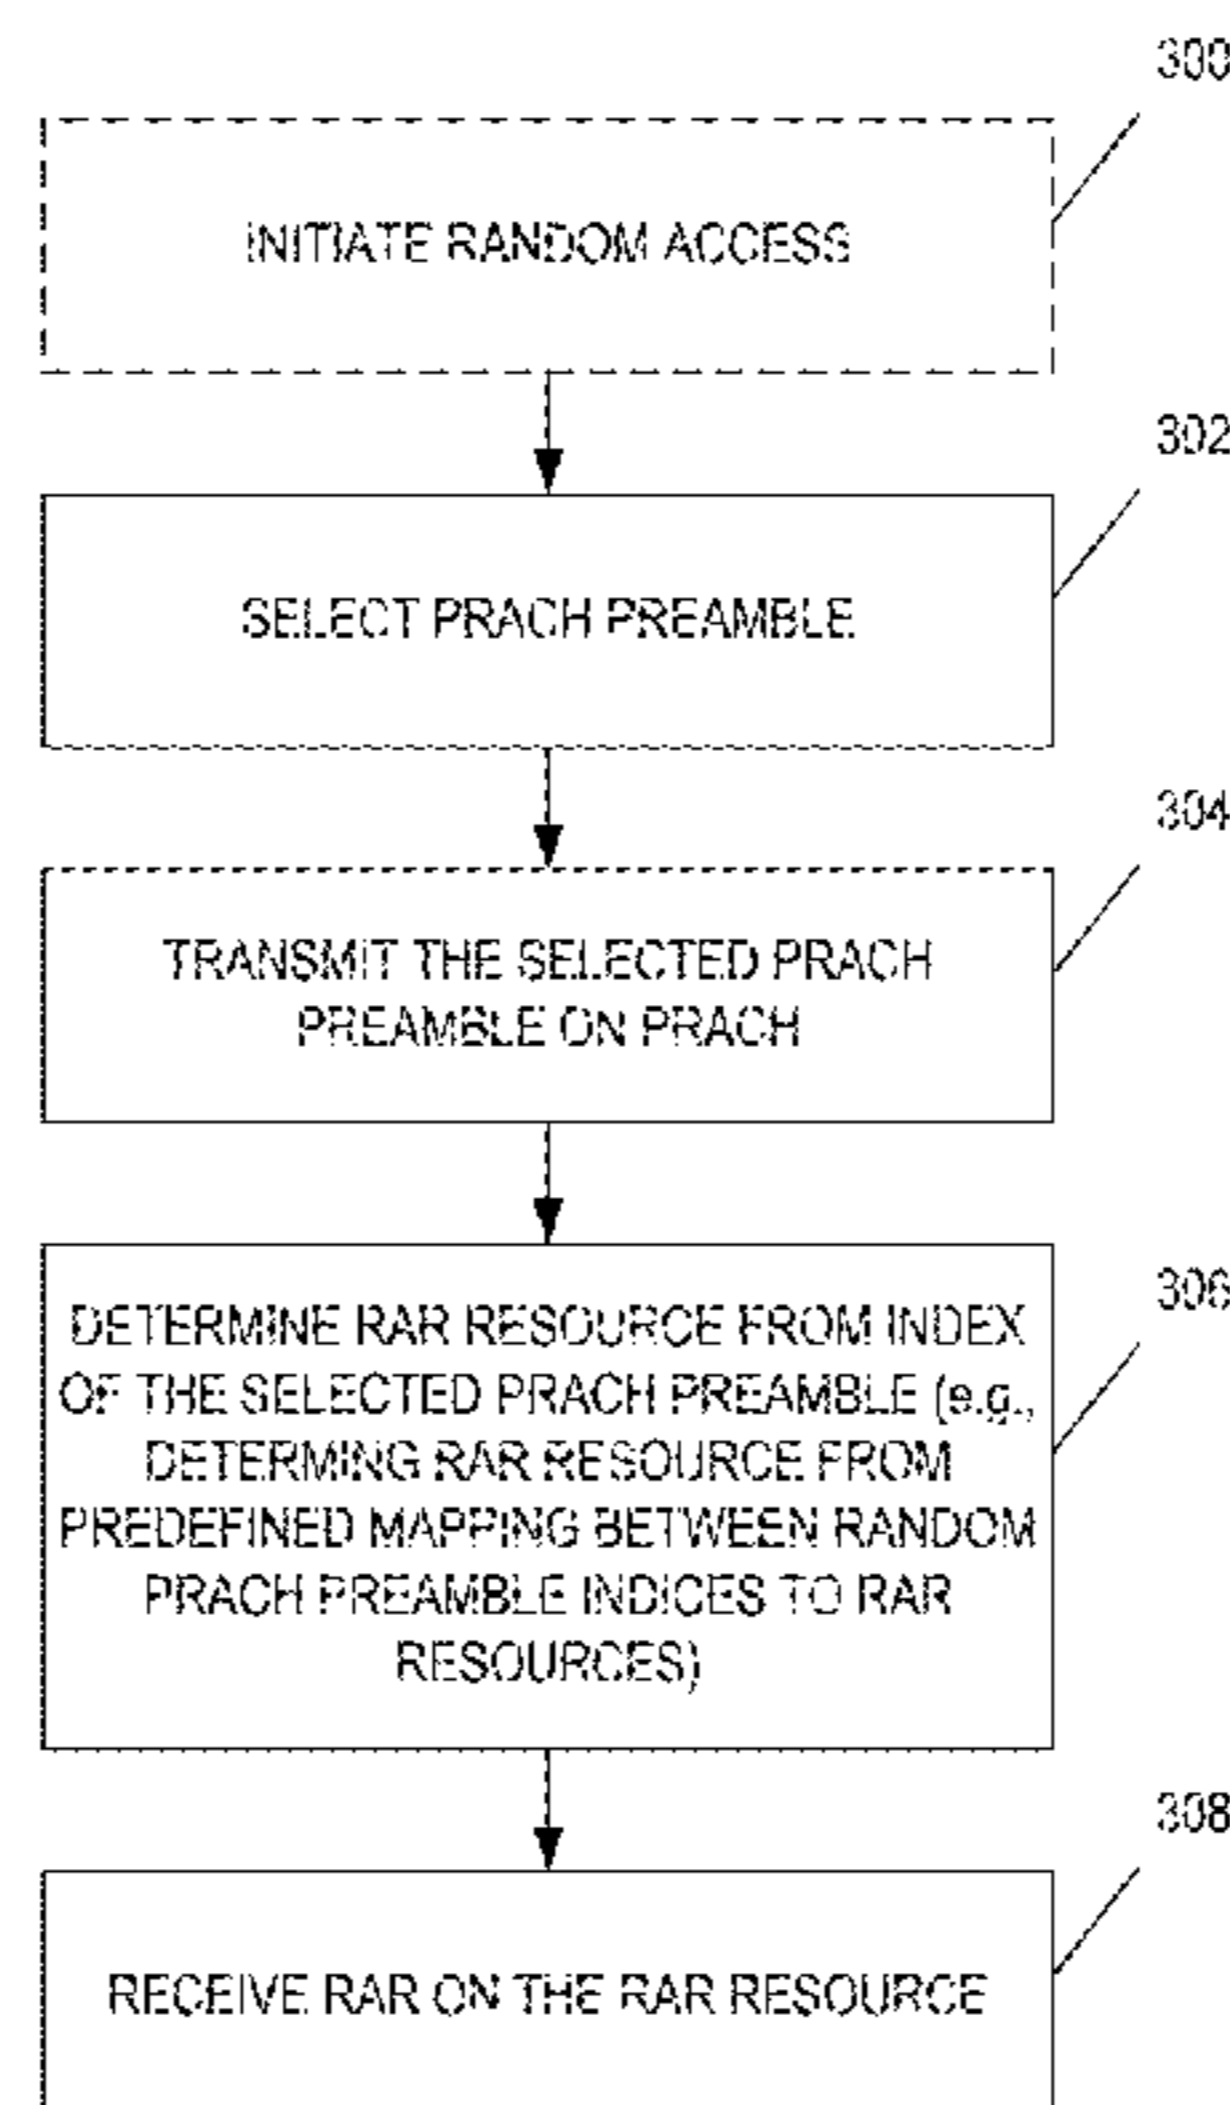 300
INITIATE RANDOM ACCESS
302
SELECT PRACH PREAMBLE
304
TRANSMIT THE SELECTED PRACH
PREAMBLE ON PRACH
306
DETERMINE RAR RESOURCE FROM INDEX
OF THE SELECTED PRACH PREAMBLE (e.g.,
DETERMING RAR RESOURCE FROM
PREDEFINED MAPPING BETWEEN RANDOM
PRACH PREAMBLE INDICES TO RAR
RESOURCES)
308
RECEIVE RAR ON THE RAR RESOURCE